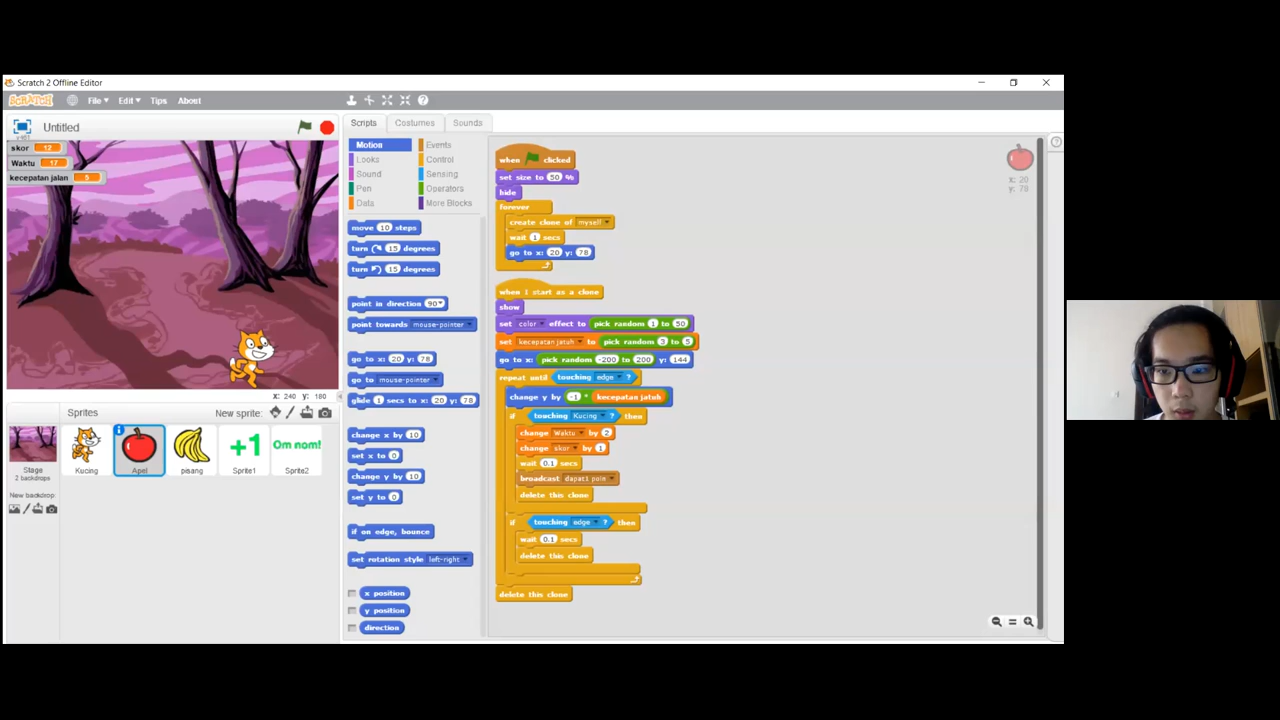 Scratch 2 Offline Editor
SCRATCH File Edit Tips About
Untitled
v461
skor 12
Waktu 17
kecepatan jalan 5
x: 240 y: 180
Sprites New sprite:
Stage
2 backdrops
New backdrop:
Kucing
Apel
pisang
+1
Sprite1
Om nom!
Sprite2
Scripts Costumes Sounds
Motion Events
Looks Control
Sound Sensing
Pen Operators
Data More Blocks
move 10 steps
turn 15 degrees
turn 15 degrees
point in direction 90
point towards mouse-pointer
go to x: 20 y: 78
go to mouse-pointer
glide 1 secs to x: 20 y: 78
change x by 10
set x to 0
change y by 10
set y to 0
if on edge, bounce
set rotation style left-right
x position
y position
direction
when clicked
set size to 50 %
hide
forever
create clone of myself
wait 1 secs
go to x: 20 y: 78
when I start as a clone
show
set color effect to pick random 1 to 50
set kecepatan jatuh to pick random 3 to 5
go to x: pick random -200 to 200 y: 144
repeat until touching edge ?
change y by -1 * kecepatan jatuh
if touching Kucing ? then
change Waktu by 2
change skor by 1
wait 0.1 secs
broadcast dapat1 poin
delete this clone
if touching edge ? then
wait 0.1 secs
delete this clone
delete this clone
x: 20
y: 78